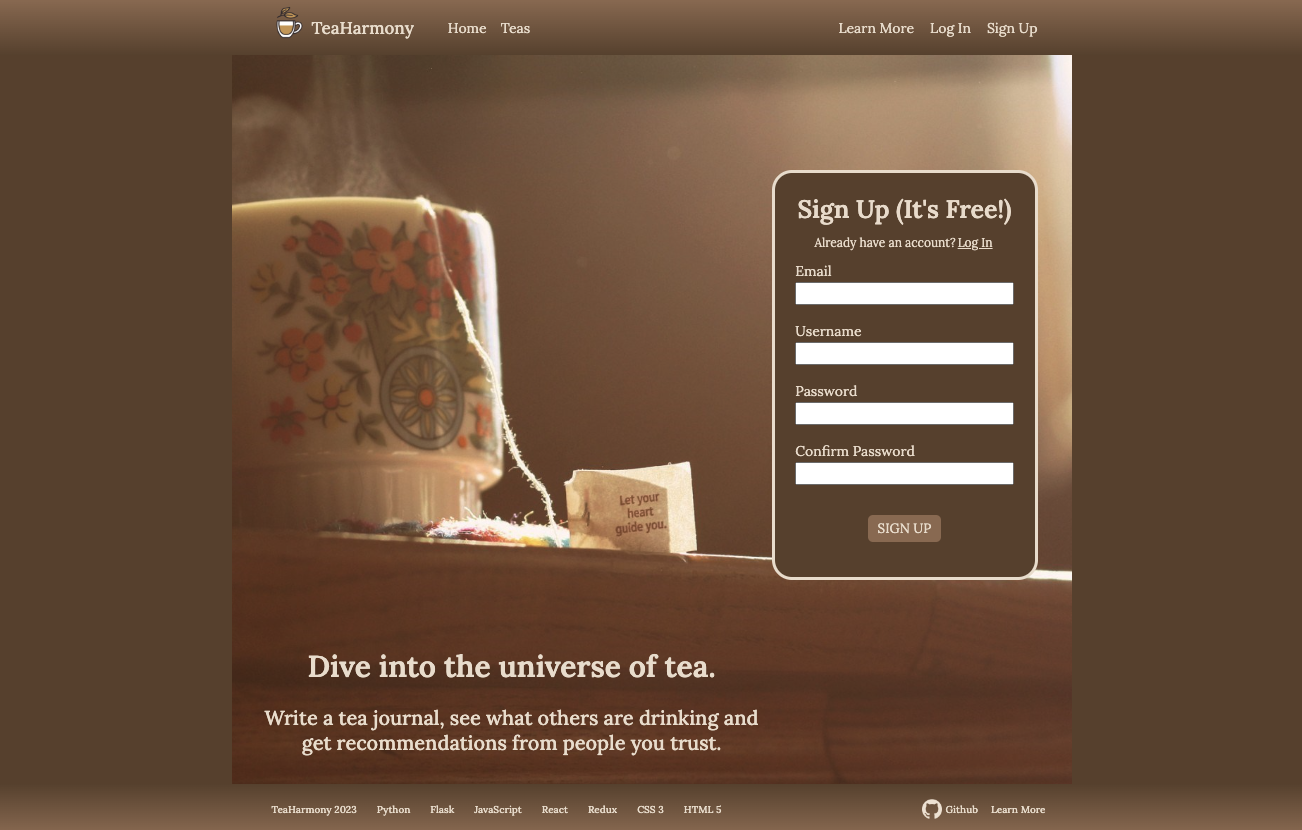 TeaHarmony
Home Teas
Learn More Log In Sign Up
Sign Up (It's Free!)
Already have an account? Log In
Email
Username
Password
Confirm Password
SIGN UP
Let your
heart
guide you.
Dive into the universe of tea.
Write a tea journal, see what others are drinking and
get recommendations from people you trust.
TeaHarmony 2023 Python Flask JavaScript React Redux CSS 3 HTML 5
Github Learn More